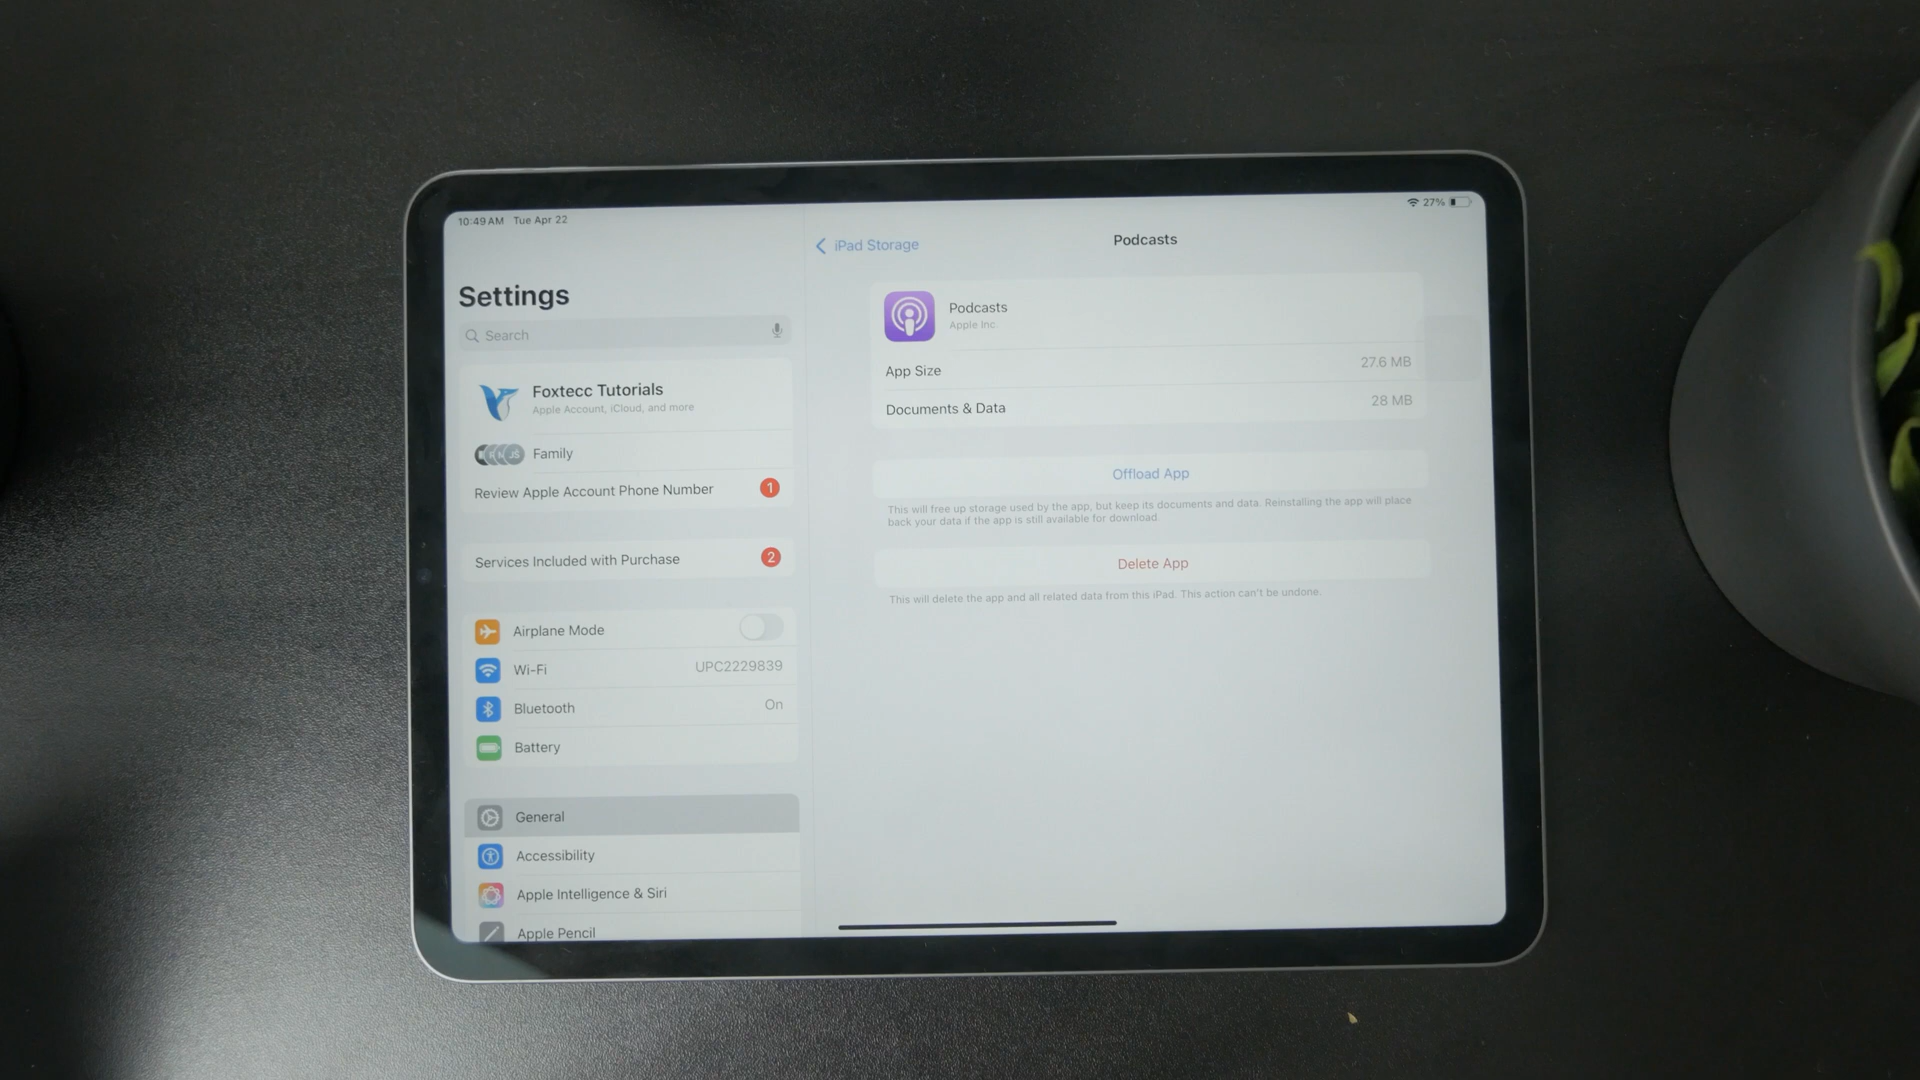 10:49 AM Tue Apr 22
27%
Settings
Search
Foxtecc Tutorials
Apple Account, iCloud, and more
Family
Review Apple Account Phone Number 1
Services Included with Purchase 2
Airplane Mode
Wi-Fi UPC2229839
Bluetooth On
Battery
General
Accessibility
Apple Intelligence & Siri
Apple Pencil
iPad Storage
Podcasts
Podcasts
Apple Inc.
App Size 27.6 MB
Documents & Data 28 MB
Offload App
This will free up storage used by the app, but keep its documents and data. Reinstalling the app will place
back your data if the app is still available for download.
Delete App
This will delete the app and all related data from this iPad. This action can't be undone.